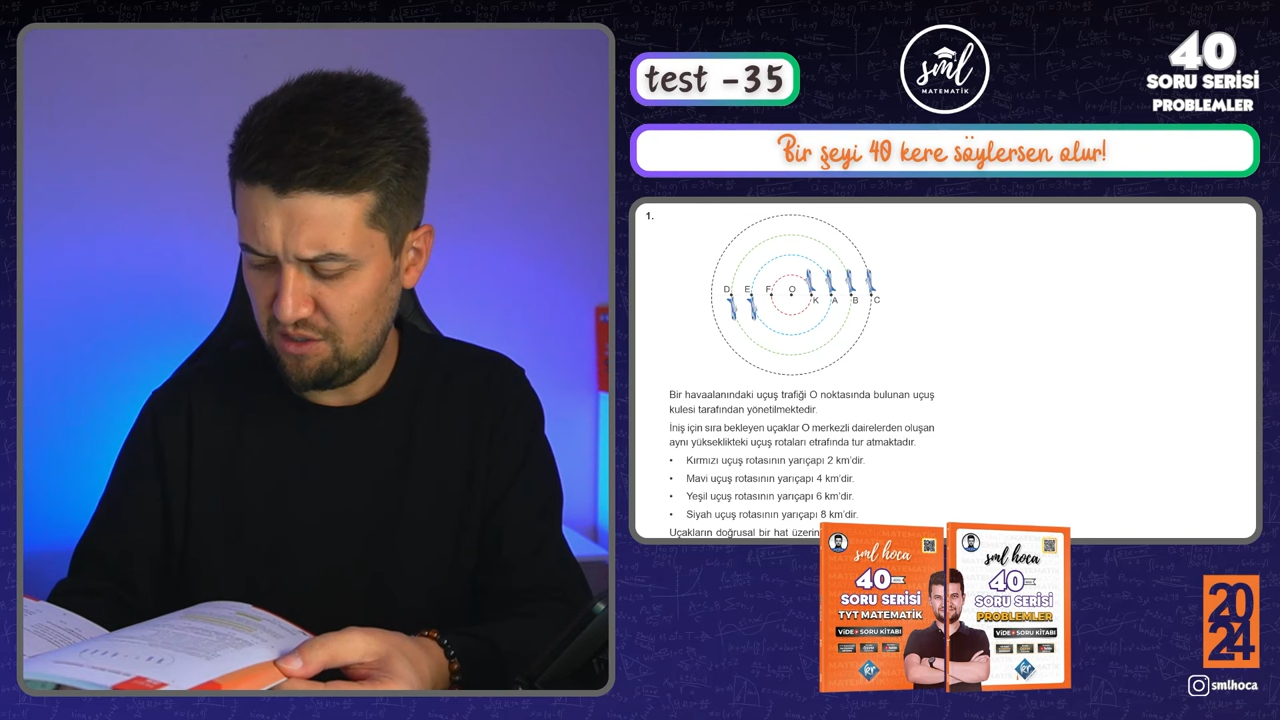 test -35
sml
MATEMATİK
40
SORU SERİSİ
PROBLEMLER
Bir şeyi 40 kere söylersen olur!
1.
D E F O K A B C
Bir havaalanındaki uçuş trafiği O noktasında bulunan uçuş
kulesi tarafından yönetilmektedir.
İniş için sıra bekleyen uçaklar O merkezli dairelerden oluşan
aynı yükseklikteki uçuş rotaları etrafında tur atmaktadır.
• Kırmızı uçuş rotasının yarıçapı 2 km'dir.
• Mavi uçuş rotasının yarıçapı 4 km'dir.
• Yeşil uçuş rotasının yarıçapı 6 km'dir.
• Siyah uçuş rotasının yarıçapı 8 km'dir.
Uçakların doğrusal bir hat üzerin
sml hoca
40
SORU SERİSİ
TYT MATEMATİK
VİDE SORU KİTABI
sml hoca
40
SORU SERİSİ
PROBLEMLER
VİDE SORU KİTABI
2024
smlhoca